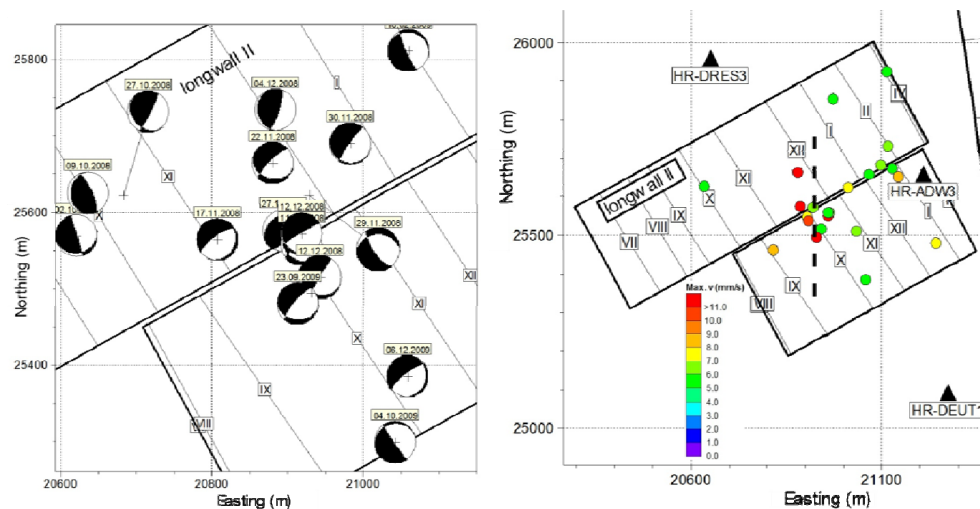 longwall II
27.10.2008
04.12.2008
30.11.2008
22.11.2008
09.10.2008
17.11.2008
12.12.2008
29.11.2008
12.12.2008
23.09.2009
04.10.2009
I
XI
X
XII
XI
X
IX
VIII
25800
25600
25400
Northing (m)
20600
20800
21000
Easting (m)
26000
25500
25000
Northing (m)
20600
21100
Easting (m)
HR-DRES3
HR-ADW3
HR-DEUT1
longwall II
IV
II
I
XII
XI
X
IX
VIII
VII
I
XII
XI
X
IX
VIII
Max. v (mm/s)
>11.0
10.0
9.0
8.0
7.0
6.0
5.0
4.0
3.0
2.0
1.0
0.0